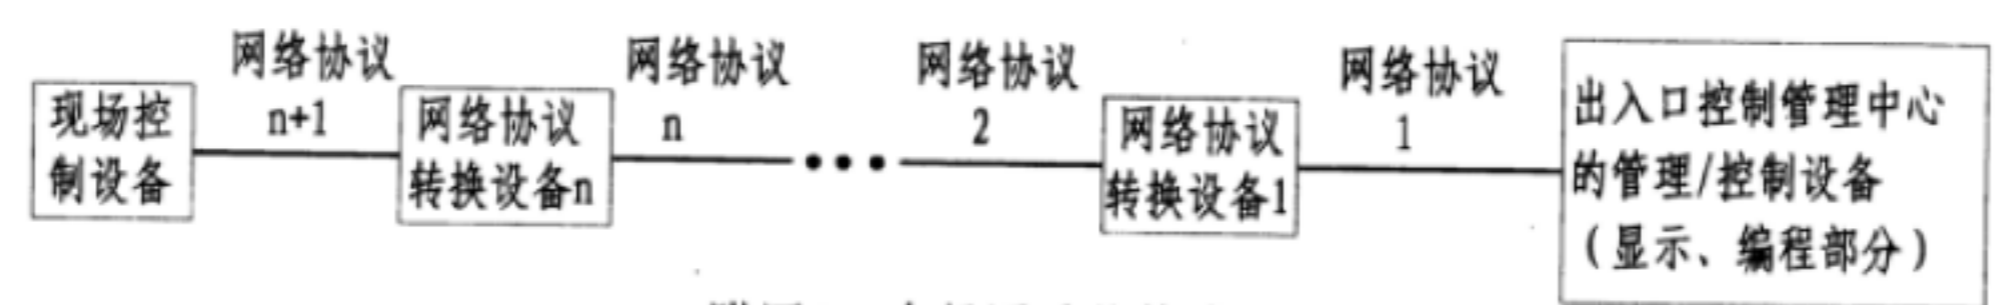 现场控
制设备
网络协议
n+1
网络协议
转换设备n
网络协议
n
网络协议
2
网络协议
转换设备1
网络协议
1
出入口控制管理中心
的管理/控制设备
（显示、编程部分）